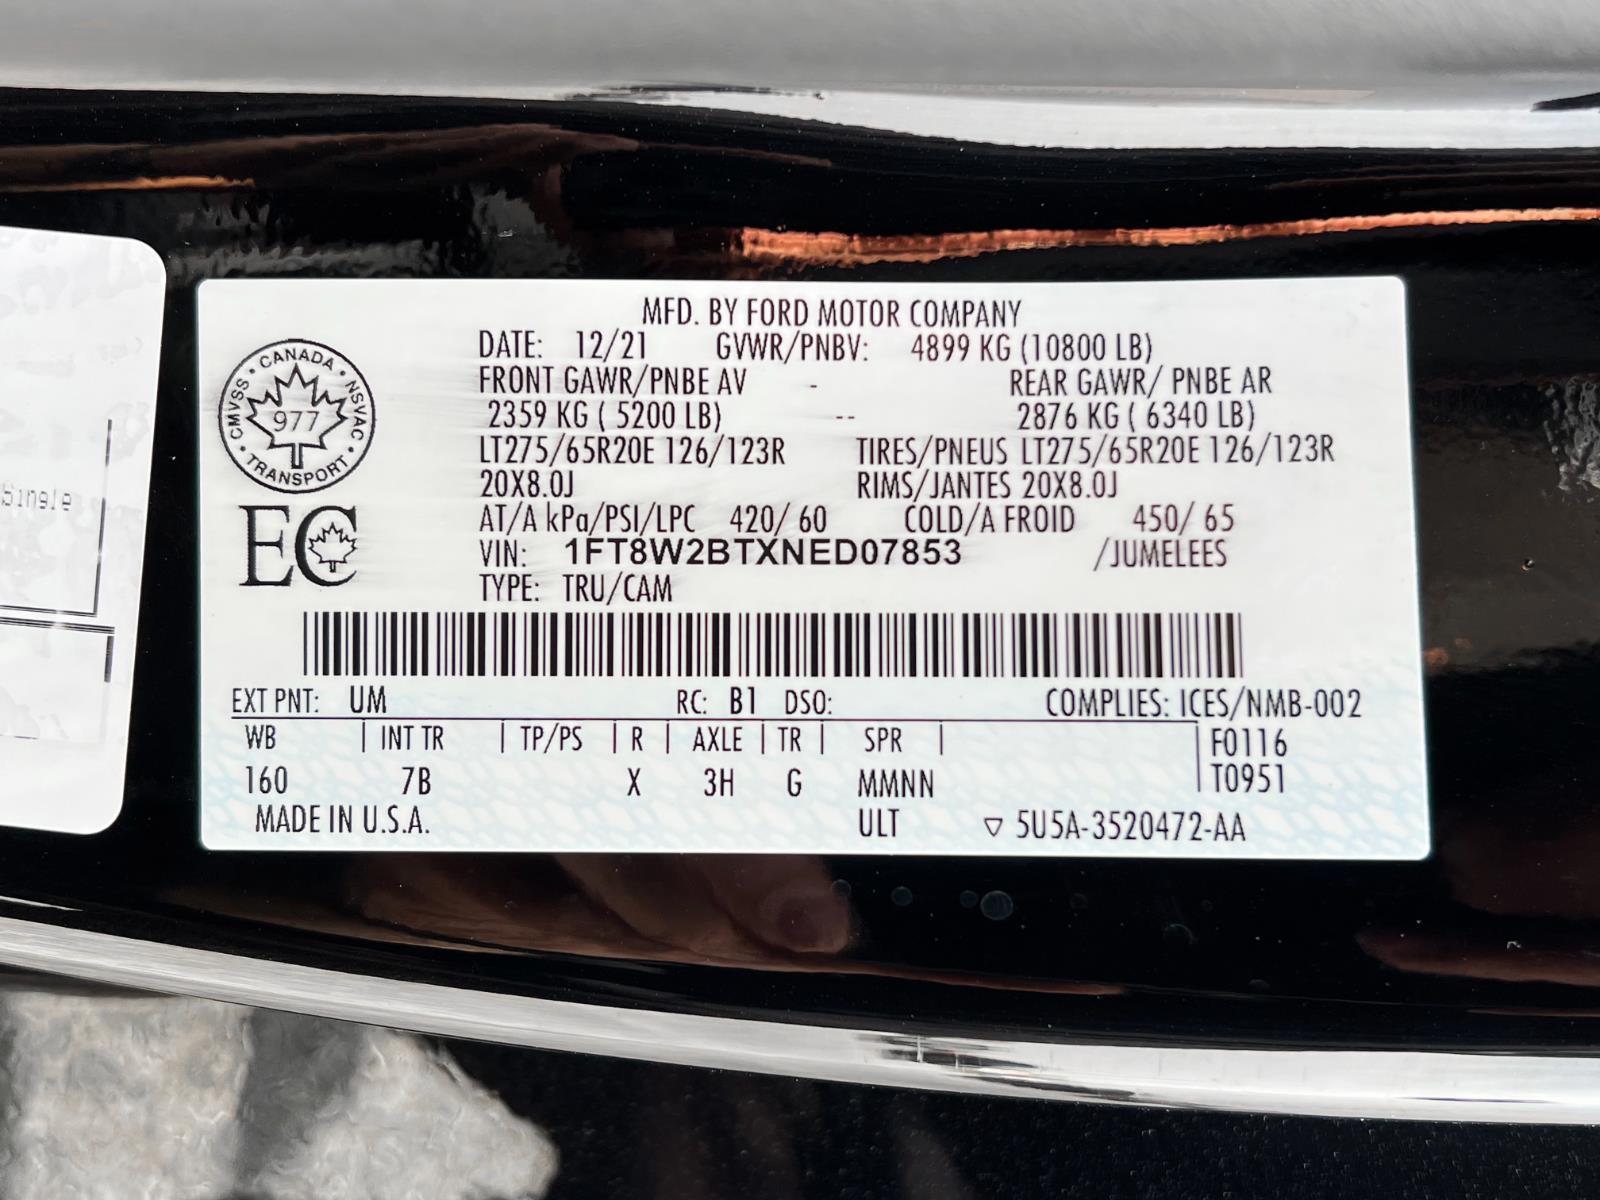 MFD. BY FORD MOTOR COMPANY
DATE: 12/21 GVWR/PNBV: 4899 KG (10800 LB)
FRONT GAWR/PNBE AV - REAR GAWR/ PNBE AR
2359 KG ( 5200 LB) -- 2876 KG ( 6340 LB)
LT275/65R20E 126/123R TIRES/PNEUS LT275/65R20E 126/123R
20X8.0J RIMS/JANTES 20X8.0J
AT/A kPa/PSI/LPC 420/ 60 COLD/A FROID 450/ 65
VIN: 1FT8W2BTXNED07853 /JUMELEES
TYPE: TRU/CAM
CANADA
CMVSS • NSVAC
977
TRANSPORT
EC
EXT PNT: UM RC: B1 DSO: COMPLIES: ICES/NMB-002
WB | INT TR | TP/PS | R | AXLE | TR | SPR | F0116
160 7B X 3H G MMNN T0951
MADE IN U.S.A. ULT ▽ 5U5A-3520472-AA